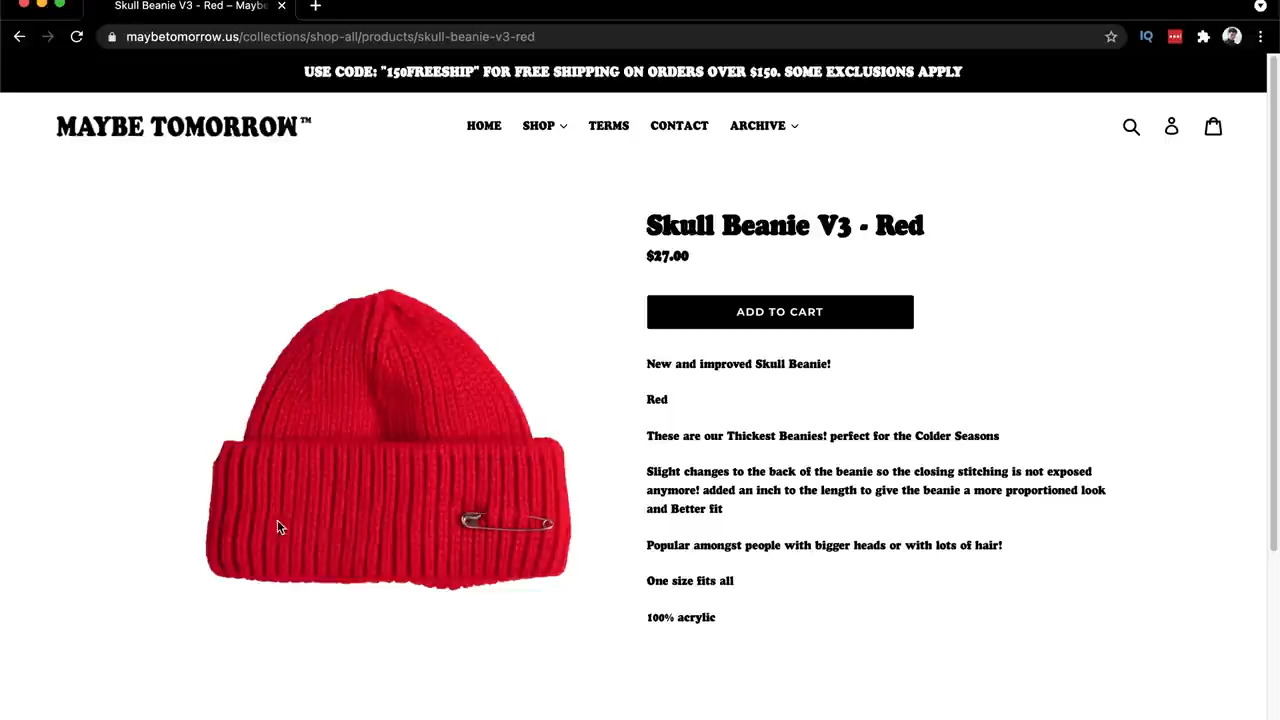 Skull Beanie V3 - Red – Maybe
maybetomorrow.us/collections/shop-all/products/skull-beanie-v3-red
IQ
USE CODE: "150FREESHIP" FOR FREE SHIPPING ON ORDERS OVER $150. SOME EXCLUSIONS APPLY
MAYBE TOMORROW™
HOME SHOP TERMS CONTACT ARCHIVE
Skull Beanie V3 - Red
$27.00
ADD TO CART
New and improved Skull Beanie!
Red
These are our Thickest Beanies! perfect for the Colder Seasons
Slight changes to the back of the beanie so the closing stitching is not exposed
anymore! added an inch to the length to give the beanie a more proportioned look
and Better fit
Popular amongst people with bigger heads or with lots of hair!
One size fits all
100% acrylic